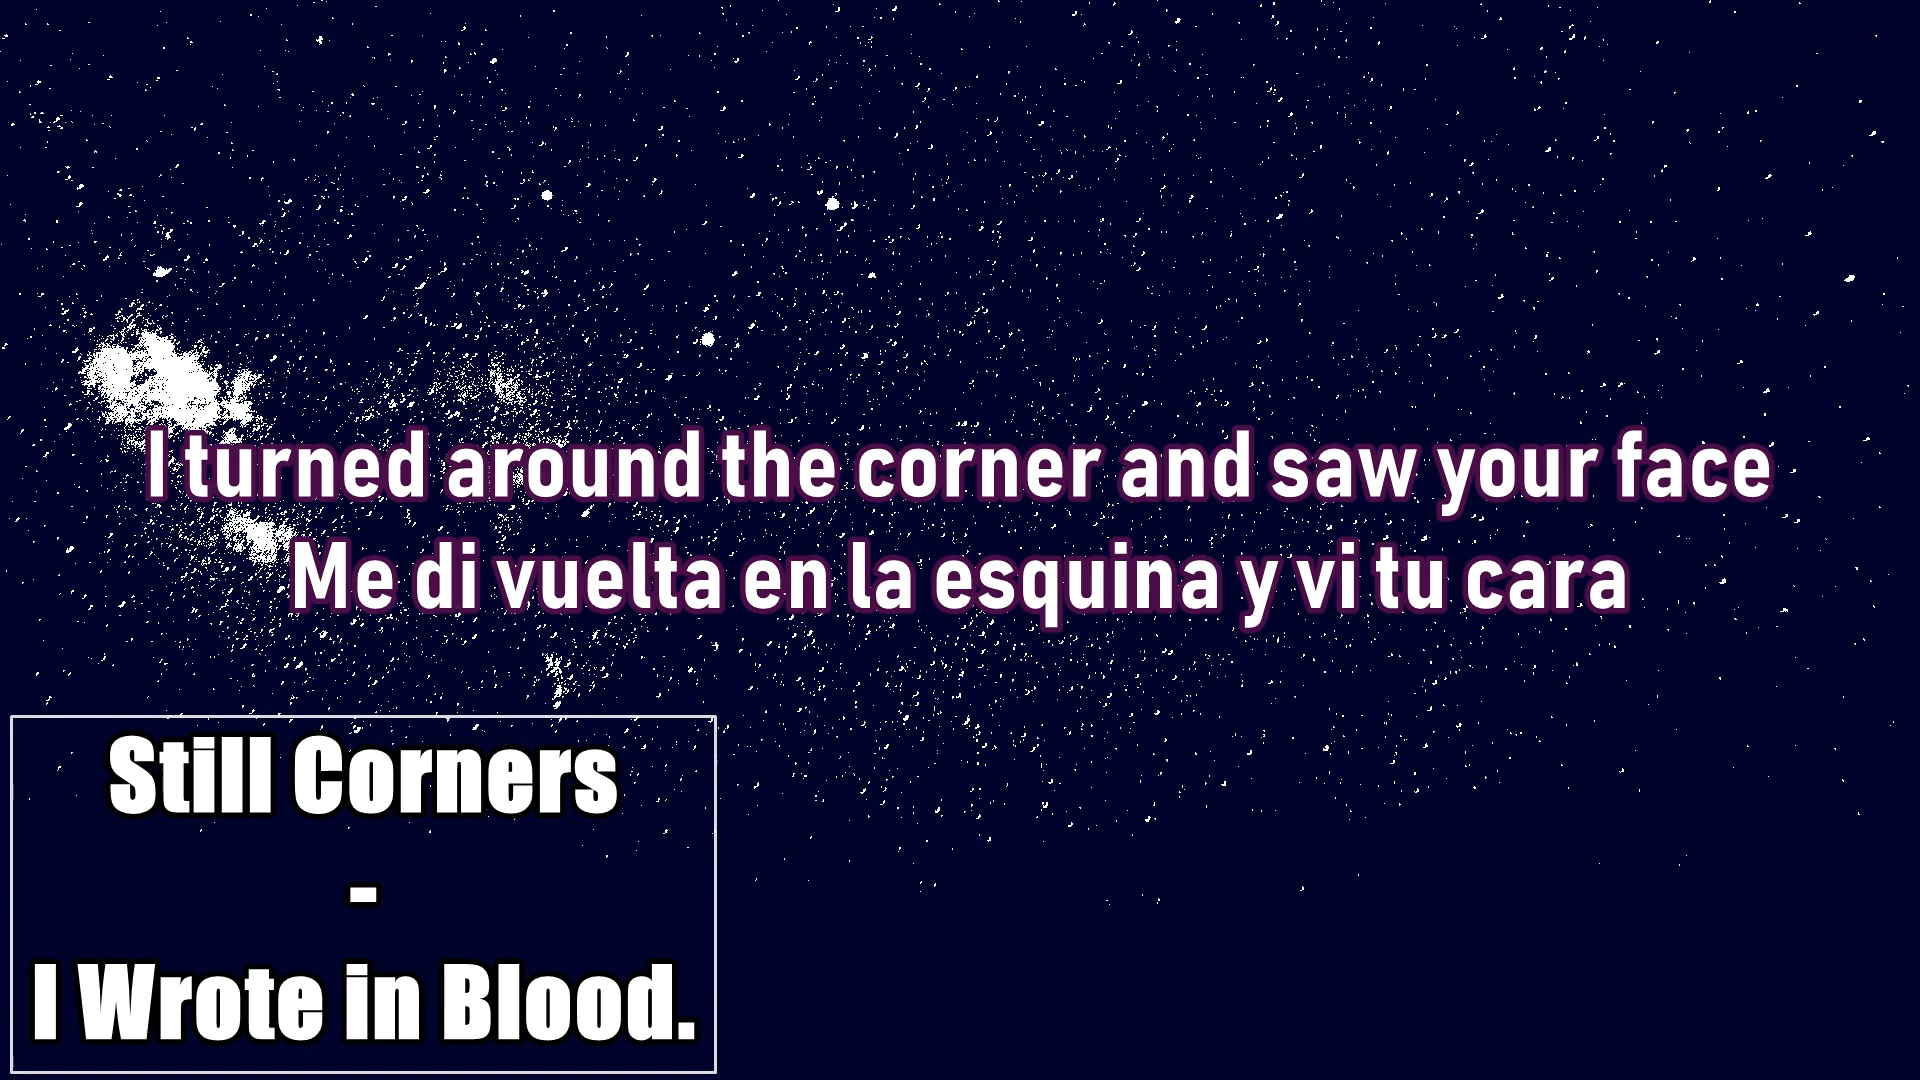 I turned around the corner and saw your face
Me di vuelta en la esquina y vi tu cara
Still Corners
-
I Wrote in Blood.